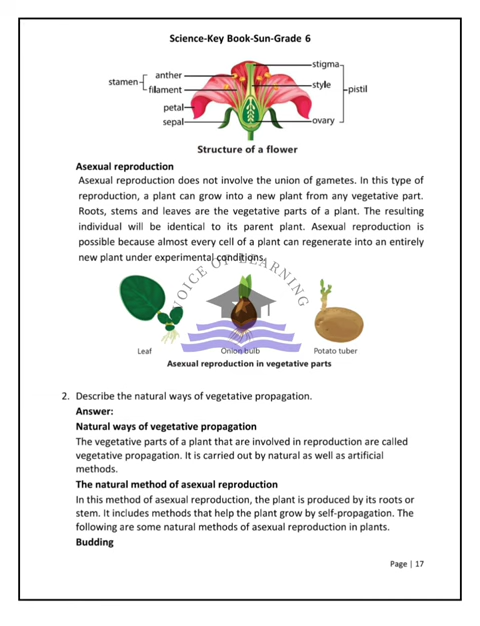 Science-Key Book-Sun-Grade 6
stigma
anther
stamen
style
filament
pistil
petal
sepal
ovary
Structure of a flower
Asexual reproduction
Asexual reproduction does not involve the union of gametes. In this type of
reproduction, a plant can grow into a new plant from any vegetative part.
Roots, stems and leaves are the vegetative parts of a plant. The resulting
individual will be identical to its parent plant. Asexual reproduction is
possible because almost every cell of a plant can regenerate into an entirely
new plant under experimental conditions.
VOICE OF LEARNING
Leaf
Onion bulb
Potato tuber
Asexual reproduction in vegetative parts
2. Describe the natural ways of vegetative propagation.
Answer:
Natural ways of vegetative propagation
The vegetative parts of a plant that are involved in reproduction are called
vegetative propagation. It is carried out by natural as well as artificial
methods.
The natural method of asexual reproduction
In this method of asexual reproduction, the plant is produced by its roots or
stem. It includes methods that help the plant grow by self-propagation. The
following are some natural methods of asexual reproduction in plants.
Budding
Page | 17